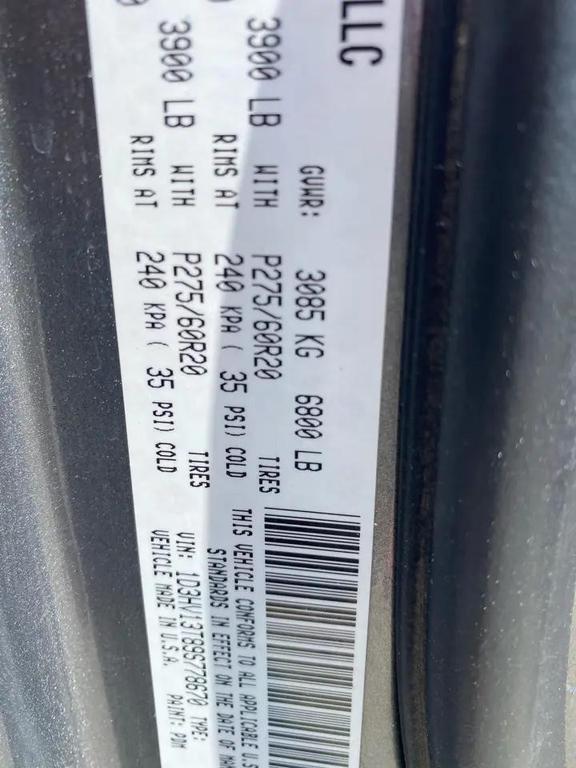 LLC
GVWR: 3085 KG 6800 LB
3900 LB WITH P275/60R20 TIRES
RIMS AT 240 KPA ( 35 PSI) COLD
3900 LB WITH P275/60R20 TIRES
RIMS AT 240 KPA ( 35 PSI) COLD
THIS VEHICLE CONFORMS TO ALL APPLICABLE U.S
STANDARDS IN EFFECT ON THE DATE OF MA
VIN: 1D3HV13T89S778670 TYPE:
VEHICLE MADE IN U.S.A. PAINT: PDM